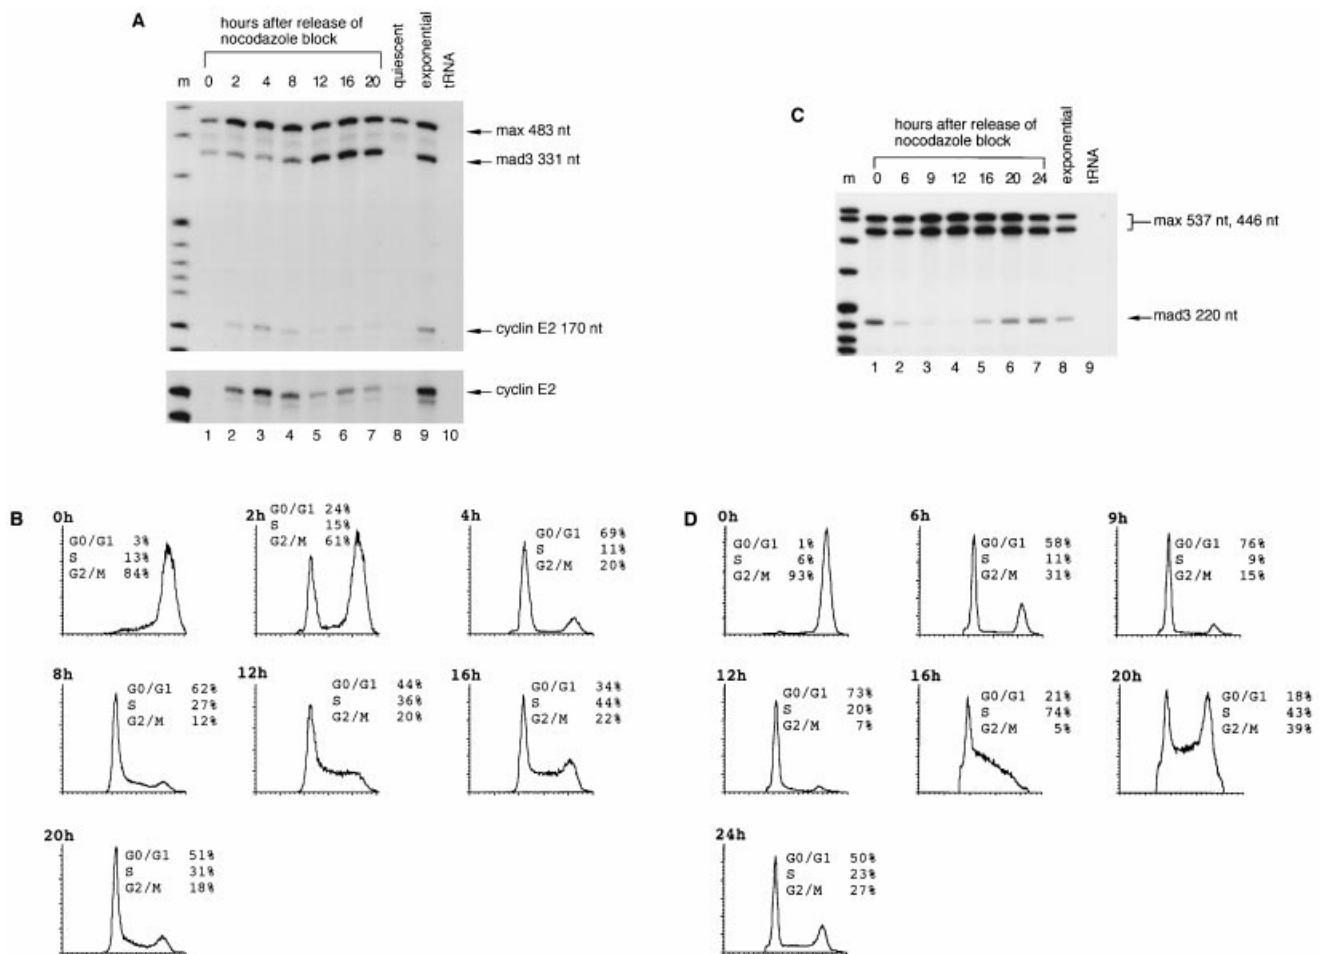 A
hours after release of
nocodazole block
m 0 2 4 8 12 16 20 quiescent exponential tRNA
max 483 nt
mad3 331 nt
cyclin E2 170 nt
cyclin E2
1 2 3 4 5 6 7 8 9 10
C
hours after release of
nocodazole block
m 0 6 9 12 16 20 24 exponential tRNA
max 537 nt, 446 nt
mad3 220 nt
1 2 3 4 5 6 7 8 9
B
0h
G0/G1 3%
S 13%
G2/M 84%
2h
G0/G1 24%
S 15%
G2/M 61%
4h
G0/G1 69%
S 11%
G2/M 20%
8h
G0/G1 62%
S 27%
G2/M 12%
12h
G0/G1 44%
S 36%
G2/M 20%
16h
G0/G1 34%
S 44%
G2/M 22%
20h
G0/G1 51%
S 31%
G2/M 18%
D
0h
G0/G1 1%
S 6%
G2/M 93%
6h
G0/G1 58%
S 11%
G2/M 31%
9h
G0/G1 76%
S 9%
G2/M 15%
12h
G0/G1 73%
S 20%
G2/M 7%
16h
G0/G1 21%
S 74%
G2/M 5%
20h
G0/G1 18%
S 43%
G2/M 39%
24h
G0/G1 50%
S 23%
G2/M 27%